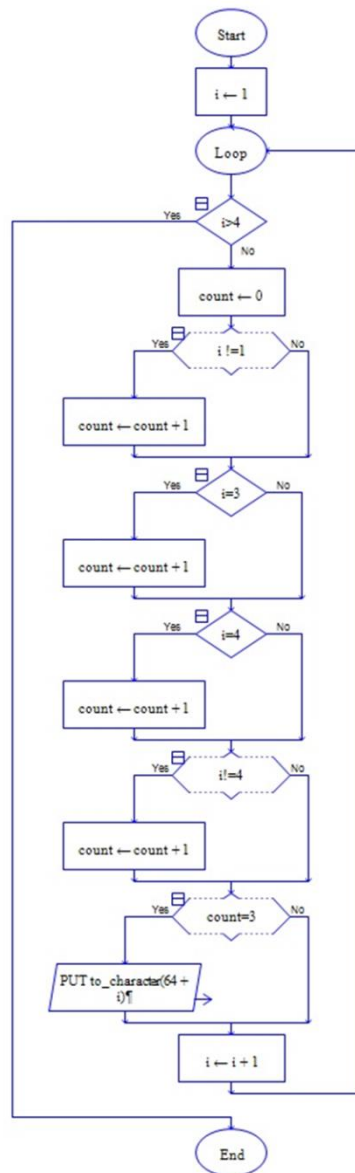 Start
i ← 1
Loop
Yes
i>4
No
count ← 0
Yes
i !=1
No
count ← count + 1
Yes
i=3
No
count ← count + 1
Yes
i=4
No
count ← count + 1
Yes
i!=4
No
count ← count + 1
Yes
count=3
No
PUT to_character(64 +
i)¶
i ← i + 1
End